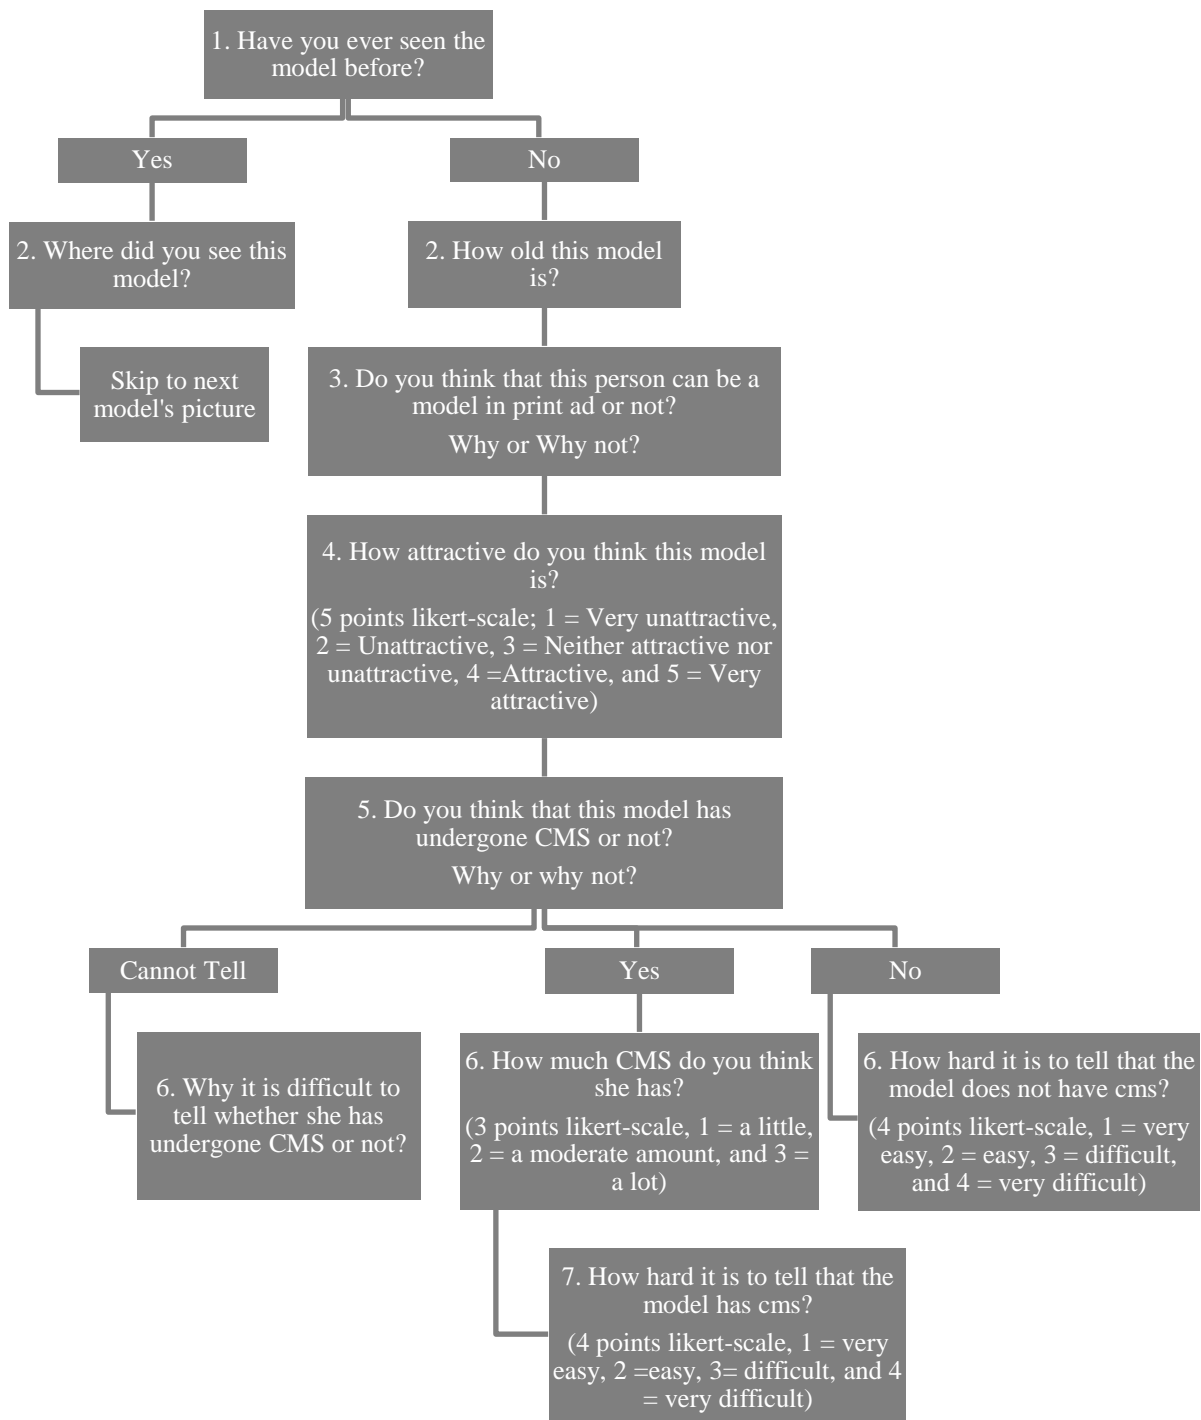 1. Have you ever seen the
model before?
Yes
No
2. Where did you see this
model?
2. How old this model
is?
Skip to next
model's picture
3. Do you think that this person can be a
model in print ad or not?
Why or Why not?
4. How attractive do you think this model
is?
(5 points likert-scale; 1 = Very unattractive,
2 = Unattractive, 3 = Neither attractive nor
unattractive, 4 =Attractive, and 5 = Very
attractive)
5. Do you think that this model has
undergone CMS or not?
Why or why not?
Cannot Tell
Yes
No
6. Why it is difficult to
tell whether she has
undergone CMS or not?
6. How much CMS do you think
she has?
(3 points likert-scale, 1 = a little,
2 = a moderate amount, and 3 =
a lot)
6. How hard it is to tell that the
model does not have cms?
(4 points likert-scale, 1 = very
easy, 2 = easy, 3 = difficult,
and 4 = very difficult)
7. How hard it is to tell that the
model has cms?
(4 points likert-scale, 1 = very
easy, 2 =easy, 3= difficult, and 4
= very difficult)